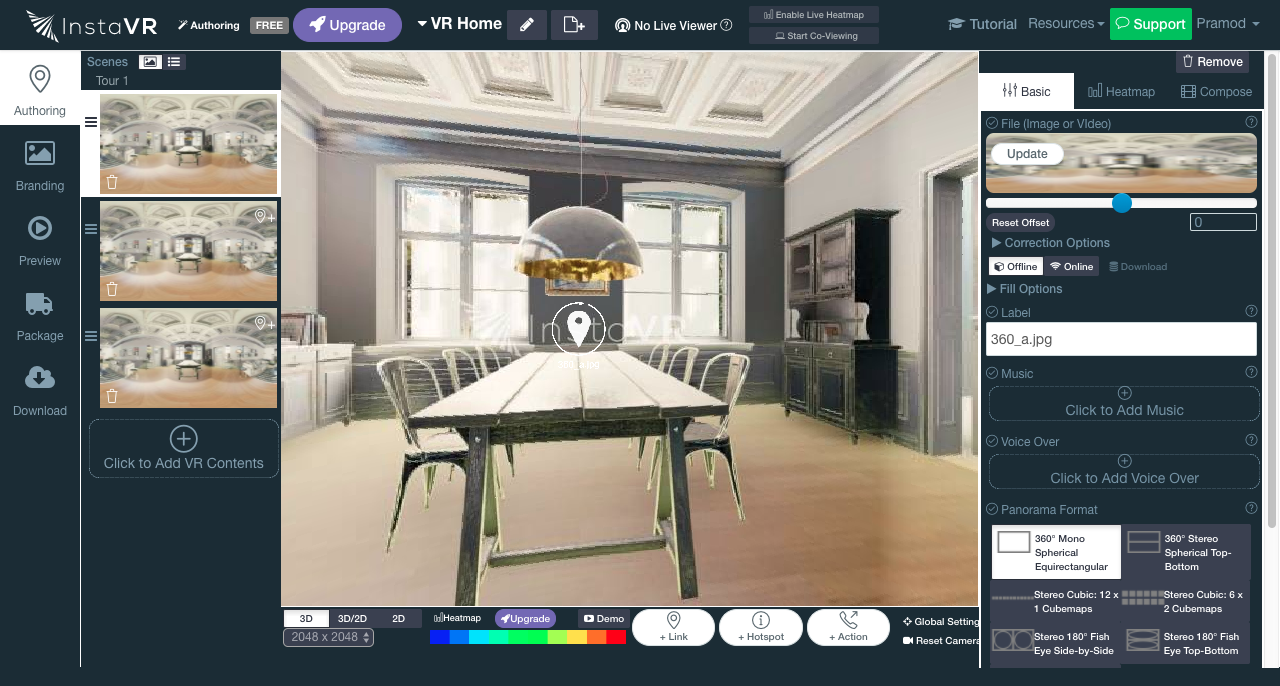 InstaVR
Authoring
FREE
Upgrade
VR Home
No Live Viewer
Enable Live Heatmap
Start Co-Viewing
Tutorial
Resources
Support
Pramod
Authoring
Branding
Preview
Package
Download
Scenes
Tour 1
Click to Add VR Contents
InstaVR
360_a.jpg
3D
3D/2D
2D
Heatmap
Upgrade
Demo
2048 x 2048
+ Link
+ Hotspot
+ Action
Global Setting
Reset Camera
Remove
Basic
Heatmap
Compose
File (Image or VIdeo)
Update
Reset Offset
0
Correction Options
Offline
Online
Download
Fill Options
Label
360_a.jpg
Music
Click to Add Music
Voice Over
Click to Add Voice Over
Panorama Format
360° Mono
Spherical
Equirectangular
360° Stereo
Spherical Top-
Bottom
Stereo Cubic: 12 x
1 Cubemaps
Stereo Cubic: 6 x
2 Cubemaps
Stereo 180° Fish
Eye Side-by-Side
Stereo 180° Fish
Eye Top-Bottom